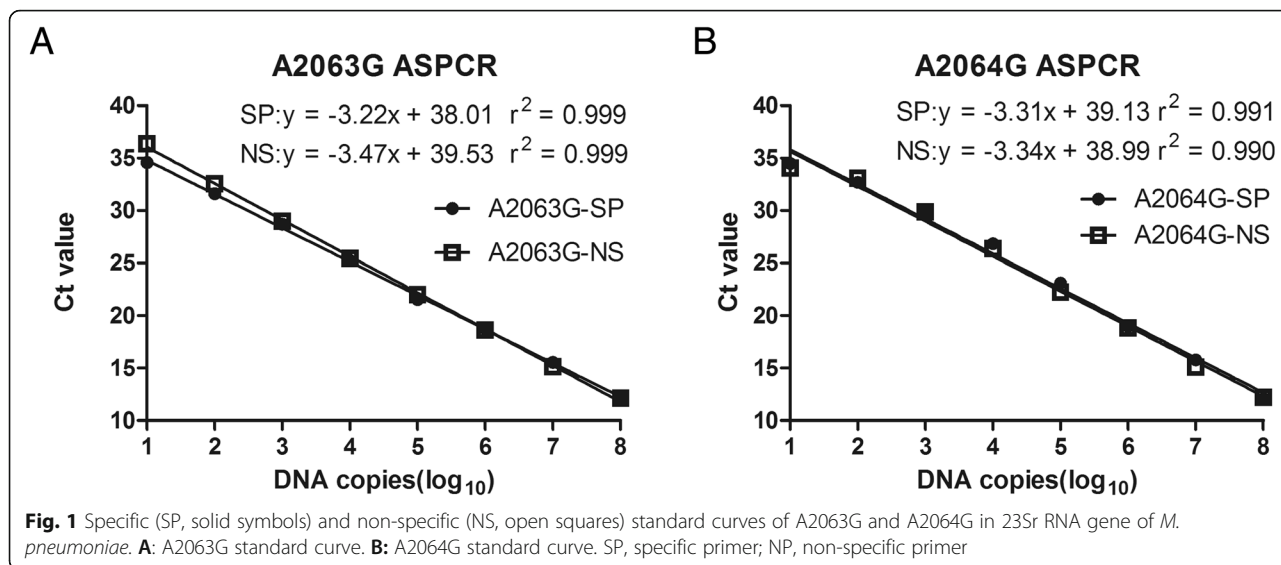 A
A2063G ASPCR
SP:y = -3.22x + 38.01 r² = 0.999
NS:y = -3.47x + 39.53 r² = 0.999
A2063G-SP
A2063G-NS
Ct value
40
35
30
25
20
15
10
1 2 3 4 5 6 7 8
DNA copies(log₁₀)
B
A2064G ASPCR
SP:y = -3.31x + 39.13 r² = 0.991
NS:y = -3.34x + 38.99 r² = 0.990
A2064G-SP
A2064G-NS
Ct value
40
35
30
25
20
15
10
1 2 3 4 5 6 7 8
DNA copies(log₁₀)
Fig. 1 Specific (SP, solid symbols) and non-specific (NS, open squares) standard curves of A2063G and A2064G in 23Sr RNA gene of M.
pneumoniae. A: A2063G standard curve. B: A2064G standard curve. SP, specific primer; NP, non-specific primer